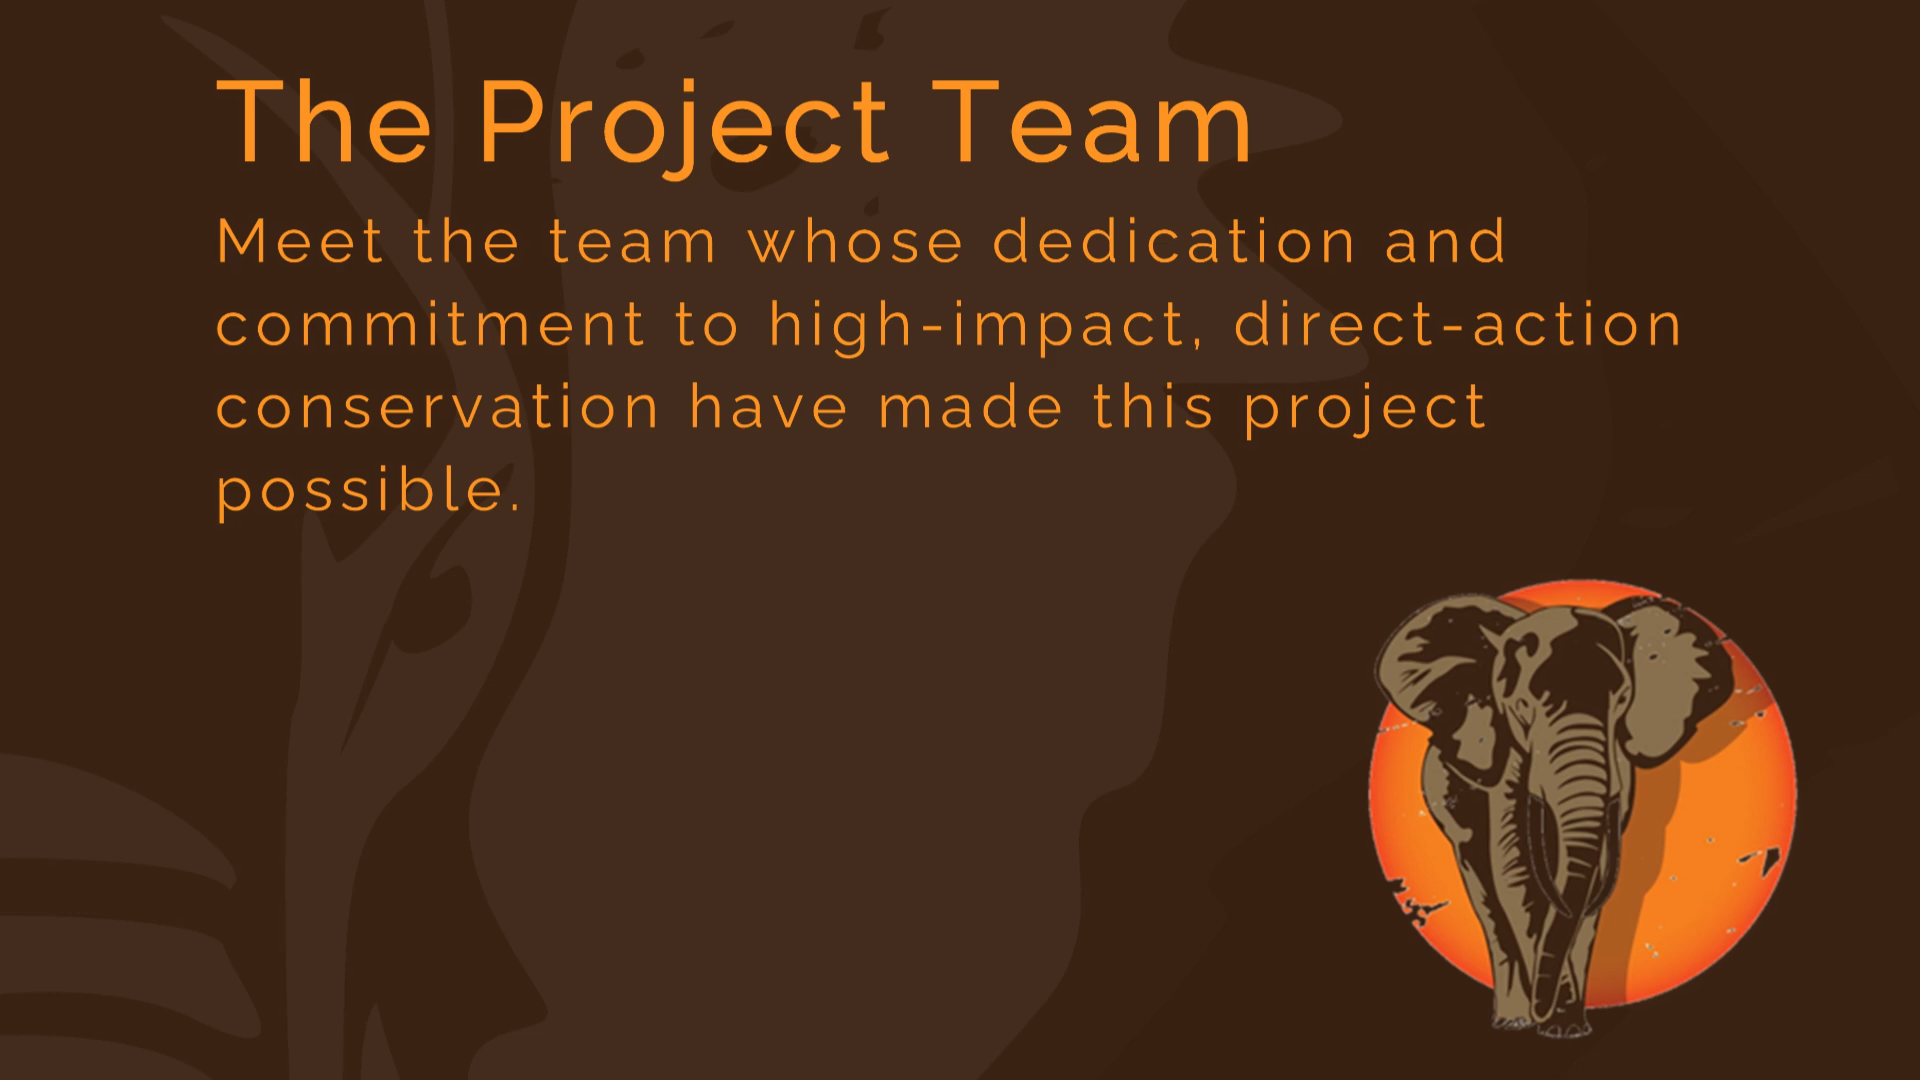 The Project Team
Meet the team whose dedication and
commitment to high-impact, direct-action
conservation have made this project
possible.